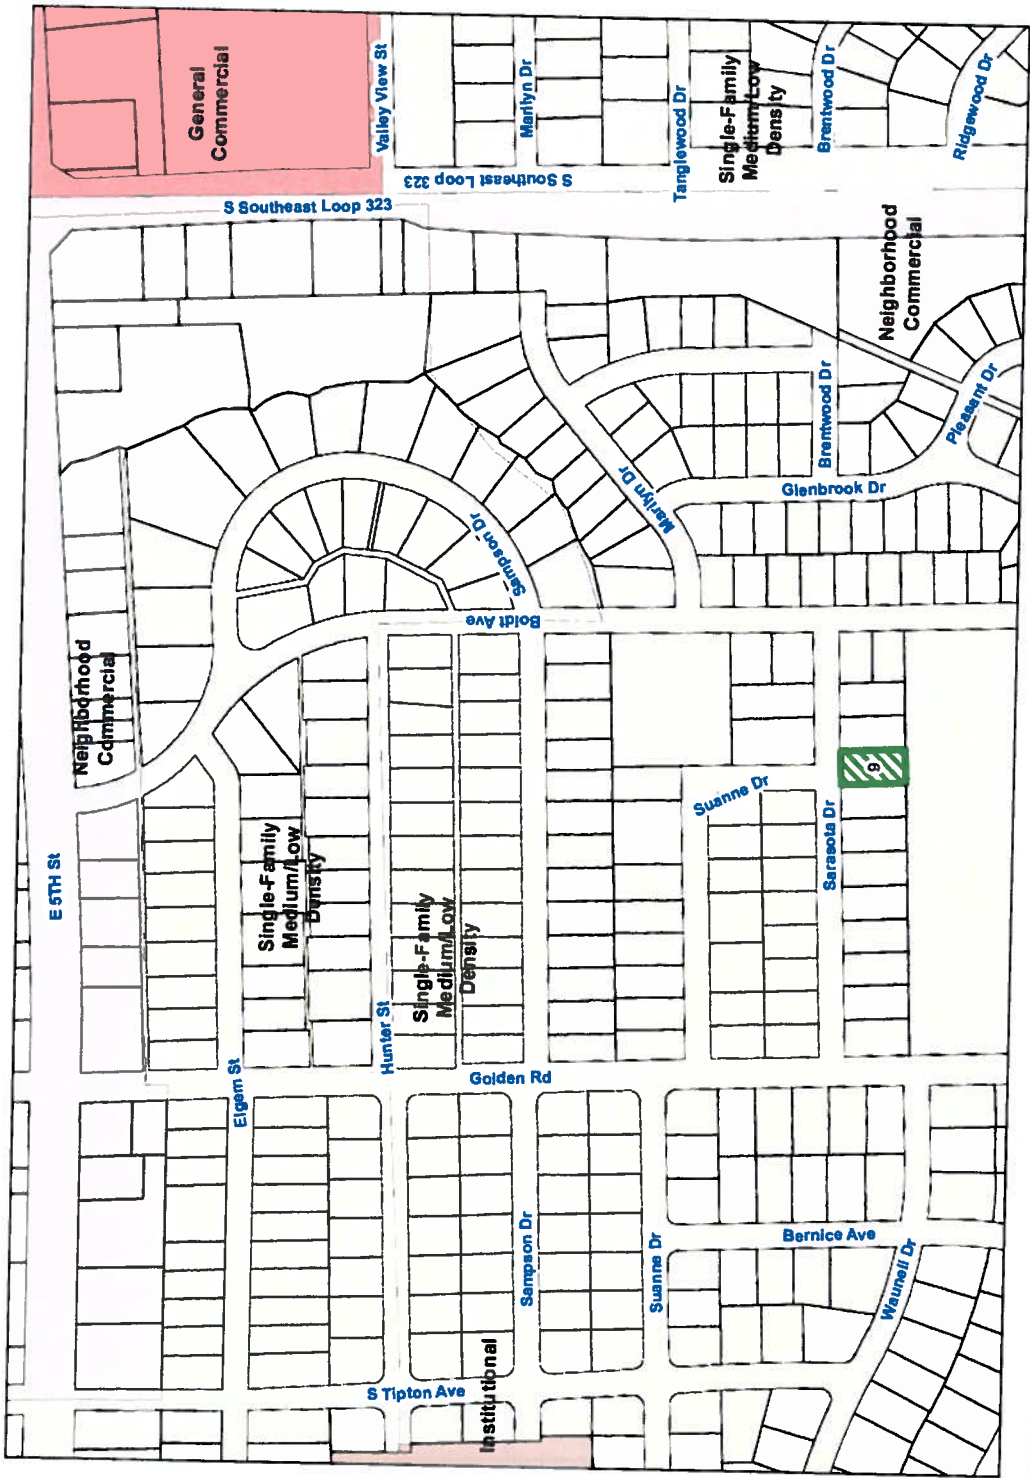 General
Commercial
Valley View St
Marilyn Dr
Tanglewood Dr
Single-Family
Medium/Low
Density
Brentwood Dr
Ridgewood Dr
S Southeast Loop 323
S Southeast Loop 323
Neighborhood
Commercial
Brentwood Dr
Pleasant Dr
Glenbrook Dr
Marilyn Dr
Sampson Dr
Boldt Ave
Neighborhood
Commercial
E 5TH St
Single-Family
Medium/Low
Density
Single-Family
Medium/Low
Density
Suanne Dr
Sarasota Dr
9
Hunter St
Elgem St
Golden Rd
Sampson Dr
Suanne Dr
Bernice Ave
Waunell Dr
S Tipton Ave
Institutional